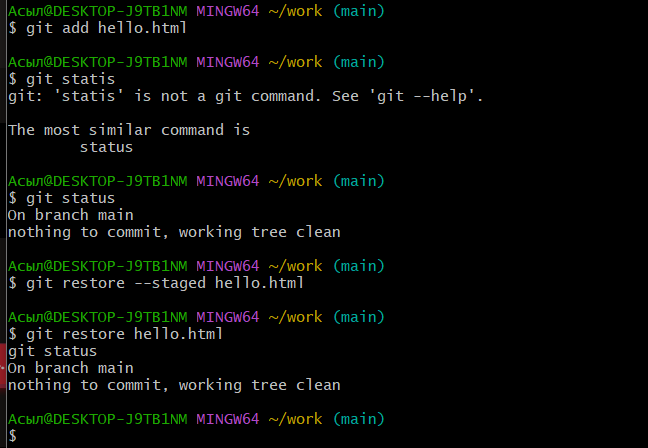 Асыл@DESKTOP-J9TB1NM MINGW64 ~/work (main)
$ git add hello.html
Асыл@DESKTOP-J9TB1NM MINGW64 ~/work (main)
$ git statis
git: 'statis' is not a git command. See 'git --help'.
The most similar command is
        status
Асыл@DESKTOP-J9TB1NM MINGW64 ~/work (main)
$ git status
On branch main
nothing to commit, working tree clean
Асыл@DESKTOP-J9TB1NM MINGW64 ~/work (main)
$ git restore --staged hello.html
Асыл@DESKTOP-J9TB1NM MINGW64 ~/work (main)
$ git restore hello.html
git status
On branch main
nothing to commit, working tree clean
Асыл@DESKTOP-J9TB1NM MINGW64 ~/work (main)
$